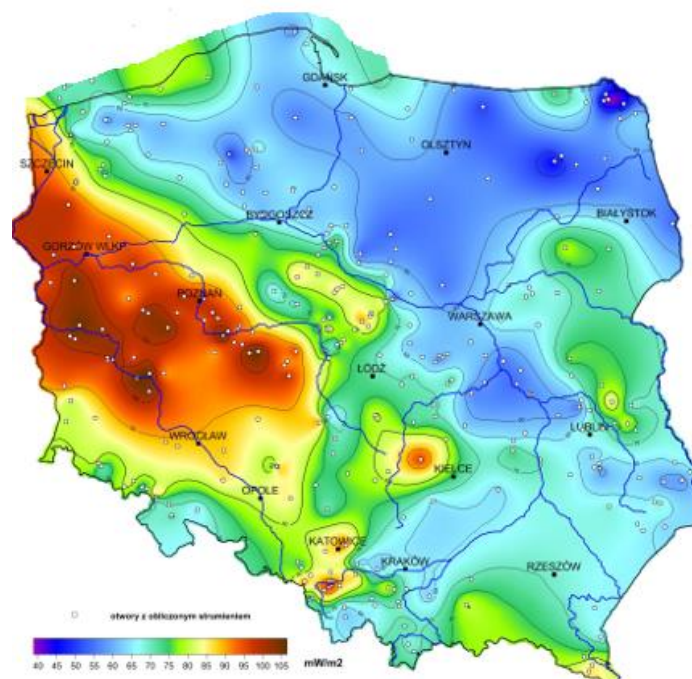 GDAŃSK
OLSZTYN
SZCZECIN
BYDGOSZCZ
BIAŁYSTOK
GORZÓW WLKP
POZNAŃ
WARSZAWA
ŁÓDŹ
WROCŁAW
LUBLIN
OPOLE
KIELCE
KATOWICE
KRAKÓW
RZESZÓW
otwory z obliczonym strumieniem
40 45 50 55 60 65 70 75 80 85 90 95 100 105 mW/m2